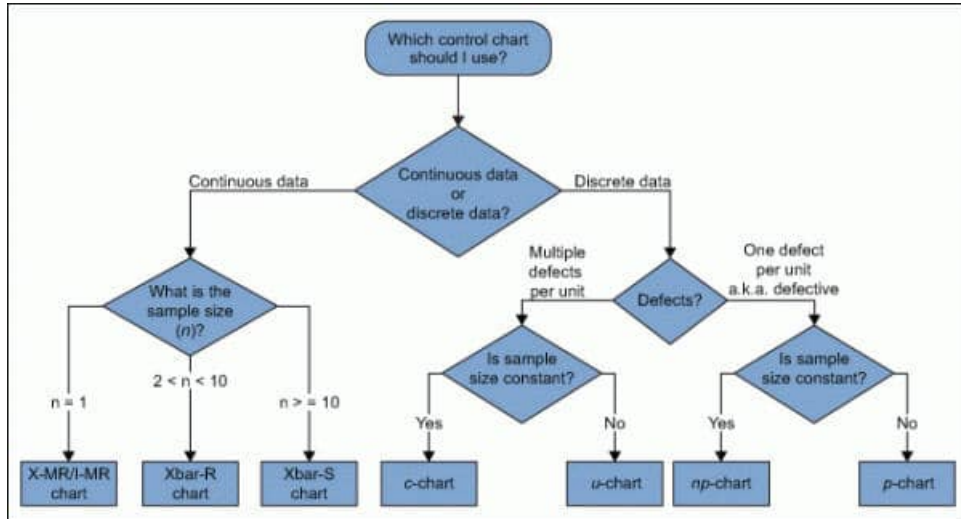 Which control chart
should I use?
Continuous data
Continuous data
or
discrete data?
Discrete data
What is the
sample size
(n)?
Multiple
defects
per unit
Defects?
One defect
per unit
a.k.a. defective
Is sample
size constant?
Is sample
size constant?
n = 1
2 < n < 10
n > = 10
Yes
No
Yes
No
X-MR/I-MR
chart
Xbar-R
chart
Xbar-S
chart
c-chart
u-chart
np-chart
p-chart